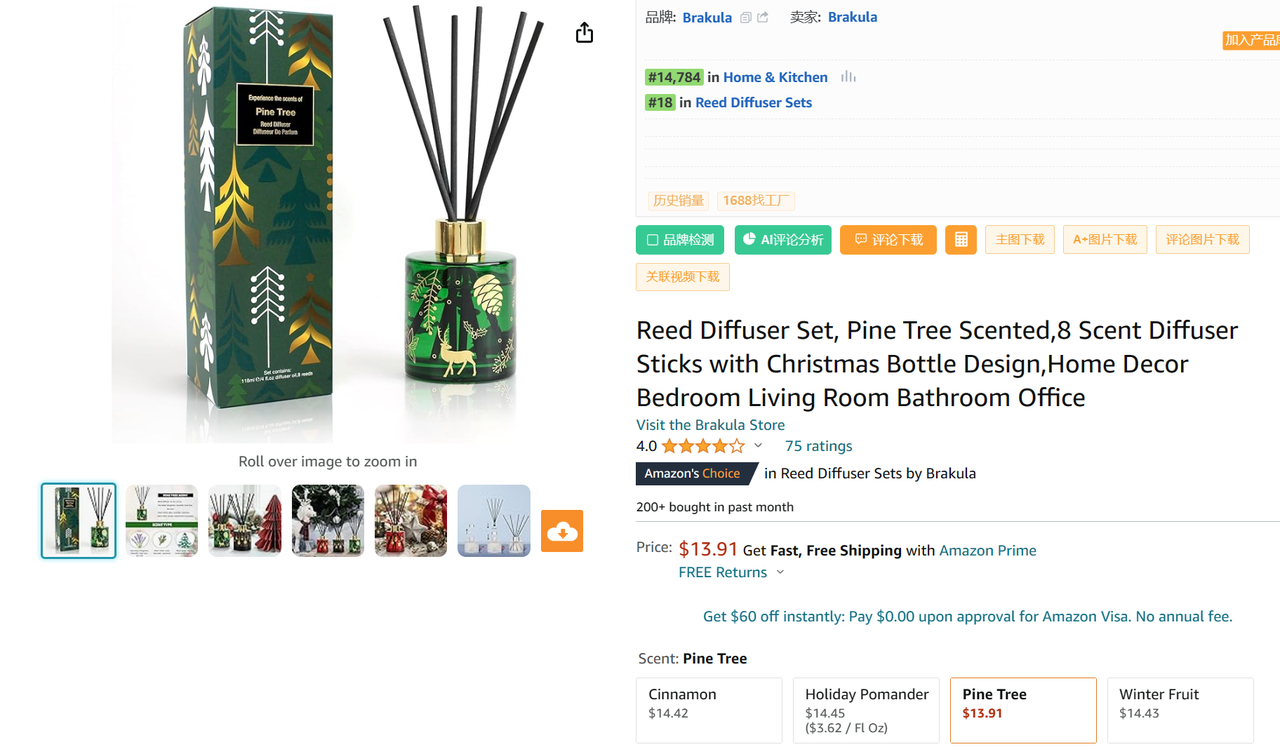 Experience the scents of
Pine Tree
Reed Diffuser
Diffuseur De Parfum
Set contains:
118ml℮/4 fl.oz diffuser oil,8 reeds
Roll over image to zoom in
品牌: Brakula 卖家: Brakula
加入产品库
#14,784 in Home & Kitchen
#18 in Reed Diffuser Sets
历史销量 1688找工厂
品牌检测 AI评论分析 评论下载 主图下载 A+图片下载 评论图片下载
关联视频下载
Reed Diffuser Set, Pine Tree Scented,8 Scent Diffuser
Sticks with Christmas Bottle Design,Home Decor
Bedroom Living Room Bathroom Office
Visit the Brakula Store
4.0 75 ratings
Amazon's Choice in Reed Diffuser Sets by Brakula
200+ bought in past month
Price: $13.91 Get Fast, Free Shipping with Amazon Prime
FREE Returns
Get $60 off instantly: Pay $0.00 upon approval for Amazon Visa. No annual fee.
Scent: Pine Tree
Cinnamon
$14.42
Holiday Pomander
$14.45
($3.62 / Fl Oz)
Pine Tree
$13.91
Winter Fruit
$14.43